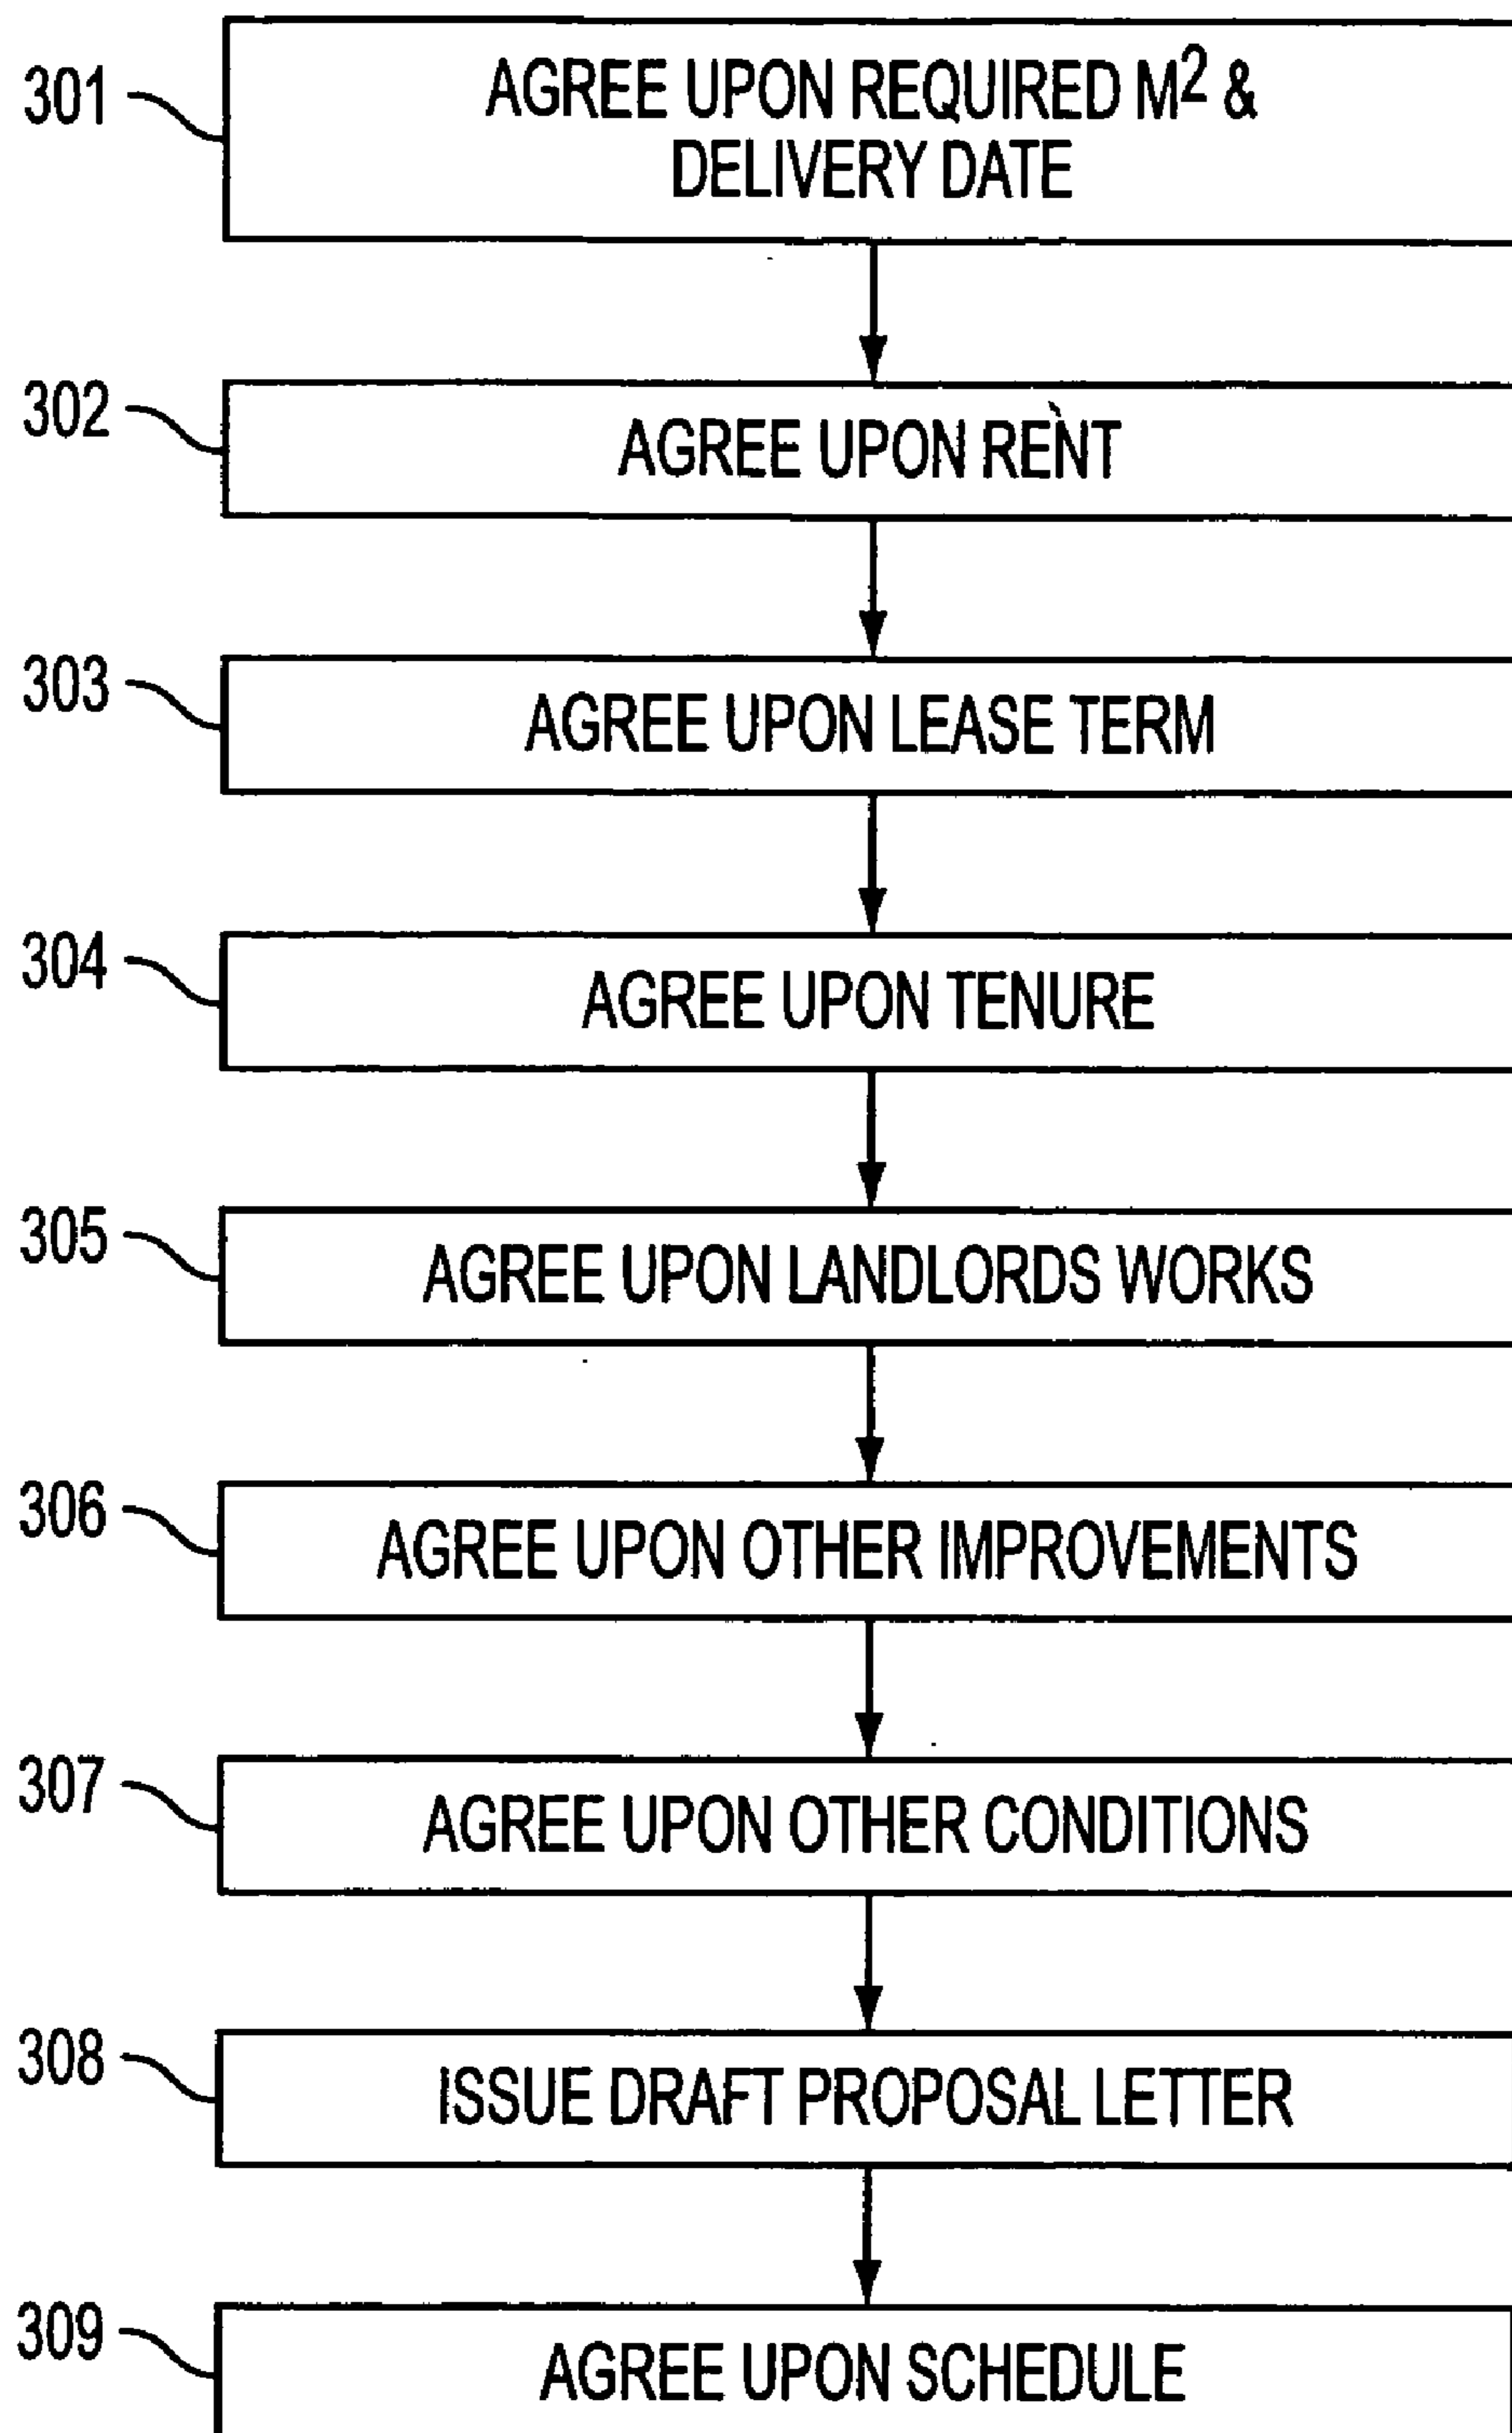 301
AGREE UPON REQUIRED M² &
DELIVERY DATE
302
AGREE UPON RENT
303
AGREE UPON LEASE TERM
304
AGREE UPON TENURE
305
AGREE UPON LANDLORDS WORKS
306
AGREE UPON OTHER IMPROVEMENTS
307
AGREE UPON OTHER CONDITIONS
308
ISSUE DRAFT PROPOSAL LETTER
309
AGREE UPON SCHEDULE